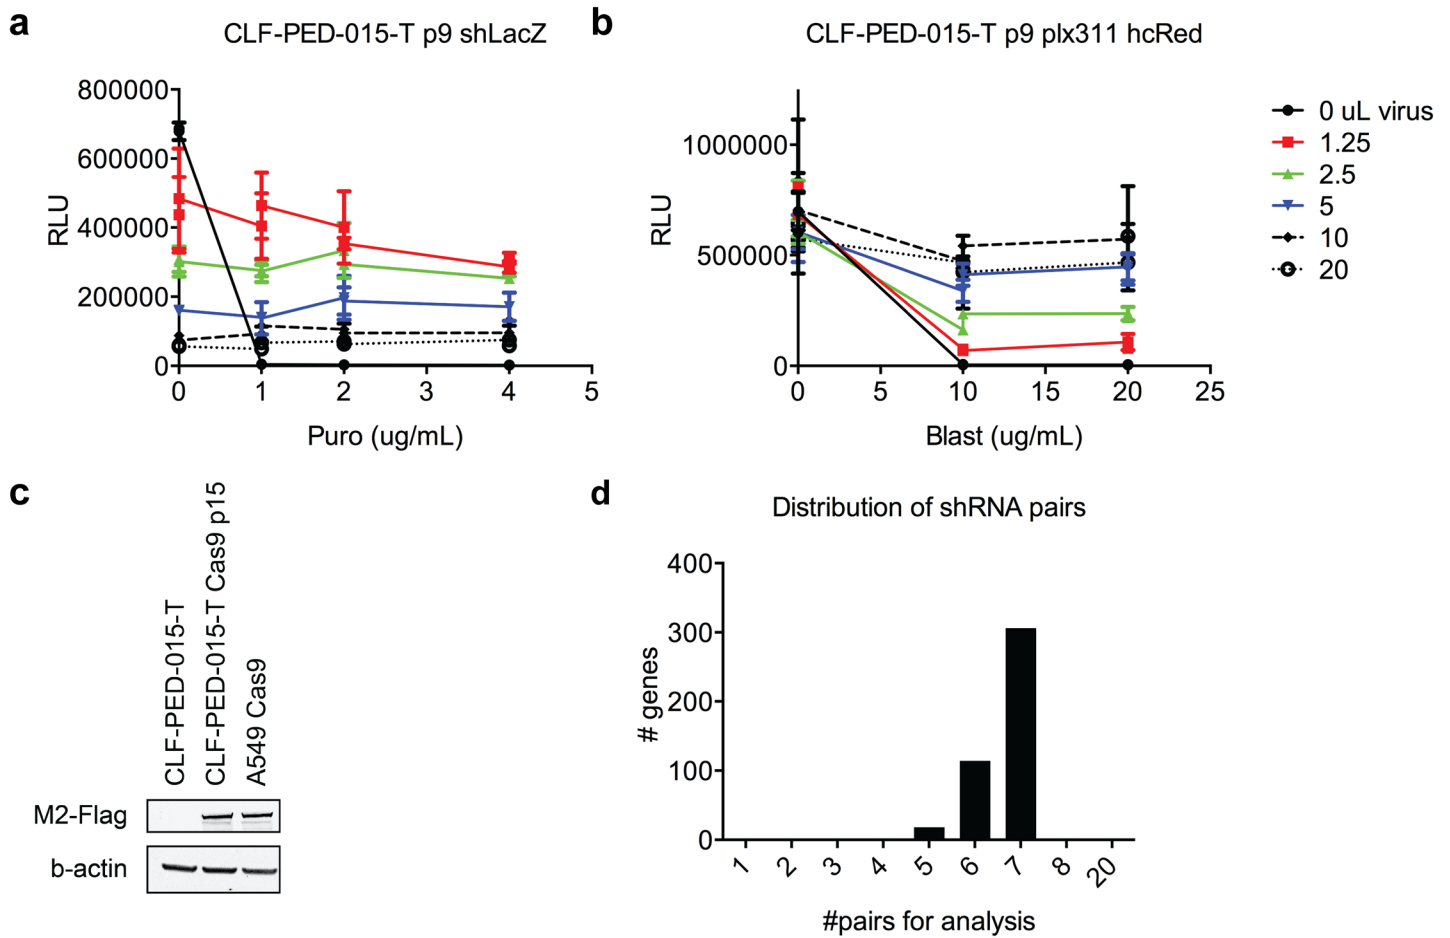 a
CLF-PED-015-T p9 shLacZ
800000
600000
400000
200000
0
RLU
0 1 2 3 4 5
Puro (ug/mL)
b
CLF-PED-015-T p9 plx311 hcRed
1000000
500000
0
RLU
0 5 10 15 20 25
Blast (ug/mL)
0 uL virus
1.25
2.5
5
10
20
c
CLF-PED-015-T
CLF-PED-015-T Cas9 p15
A549 Cas9
M2-Flag
b-actin
d
Distribution of shRNA pairs
400
300
200
100
0
# genes
1 2 3 4 5 6 7 8 20
#pairs for analysis